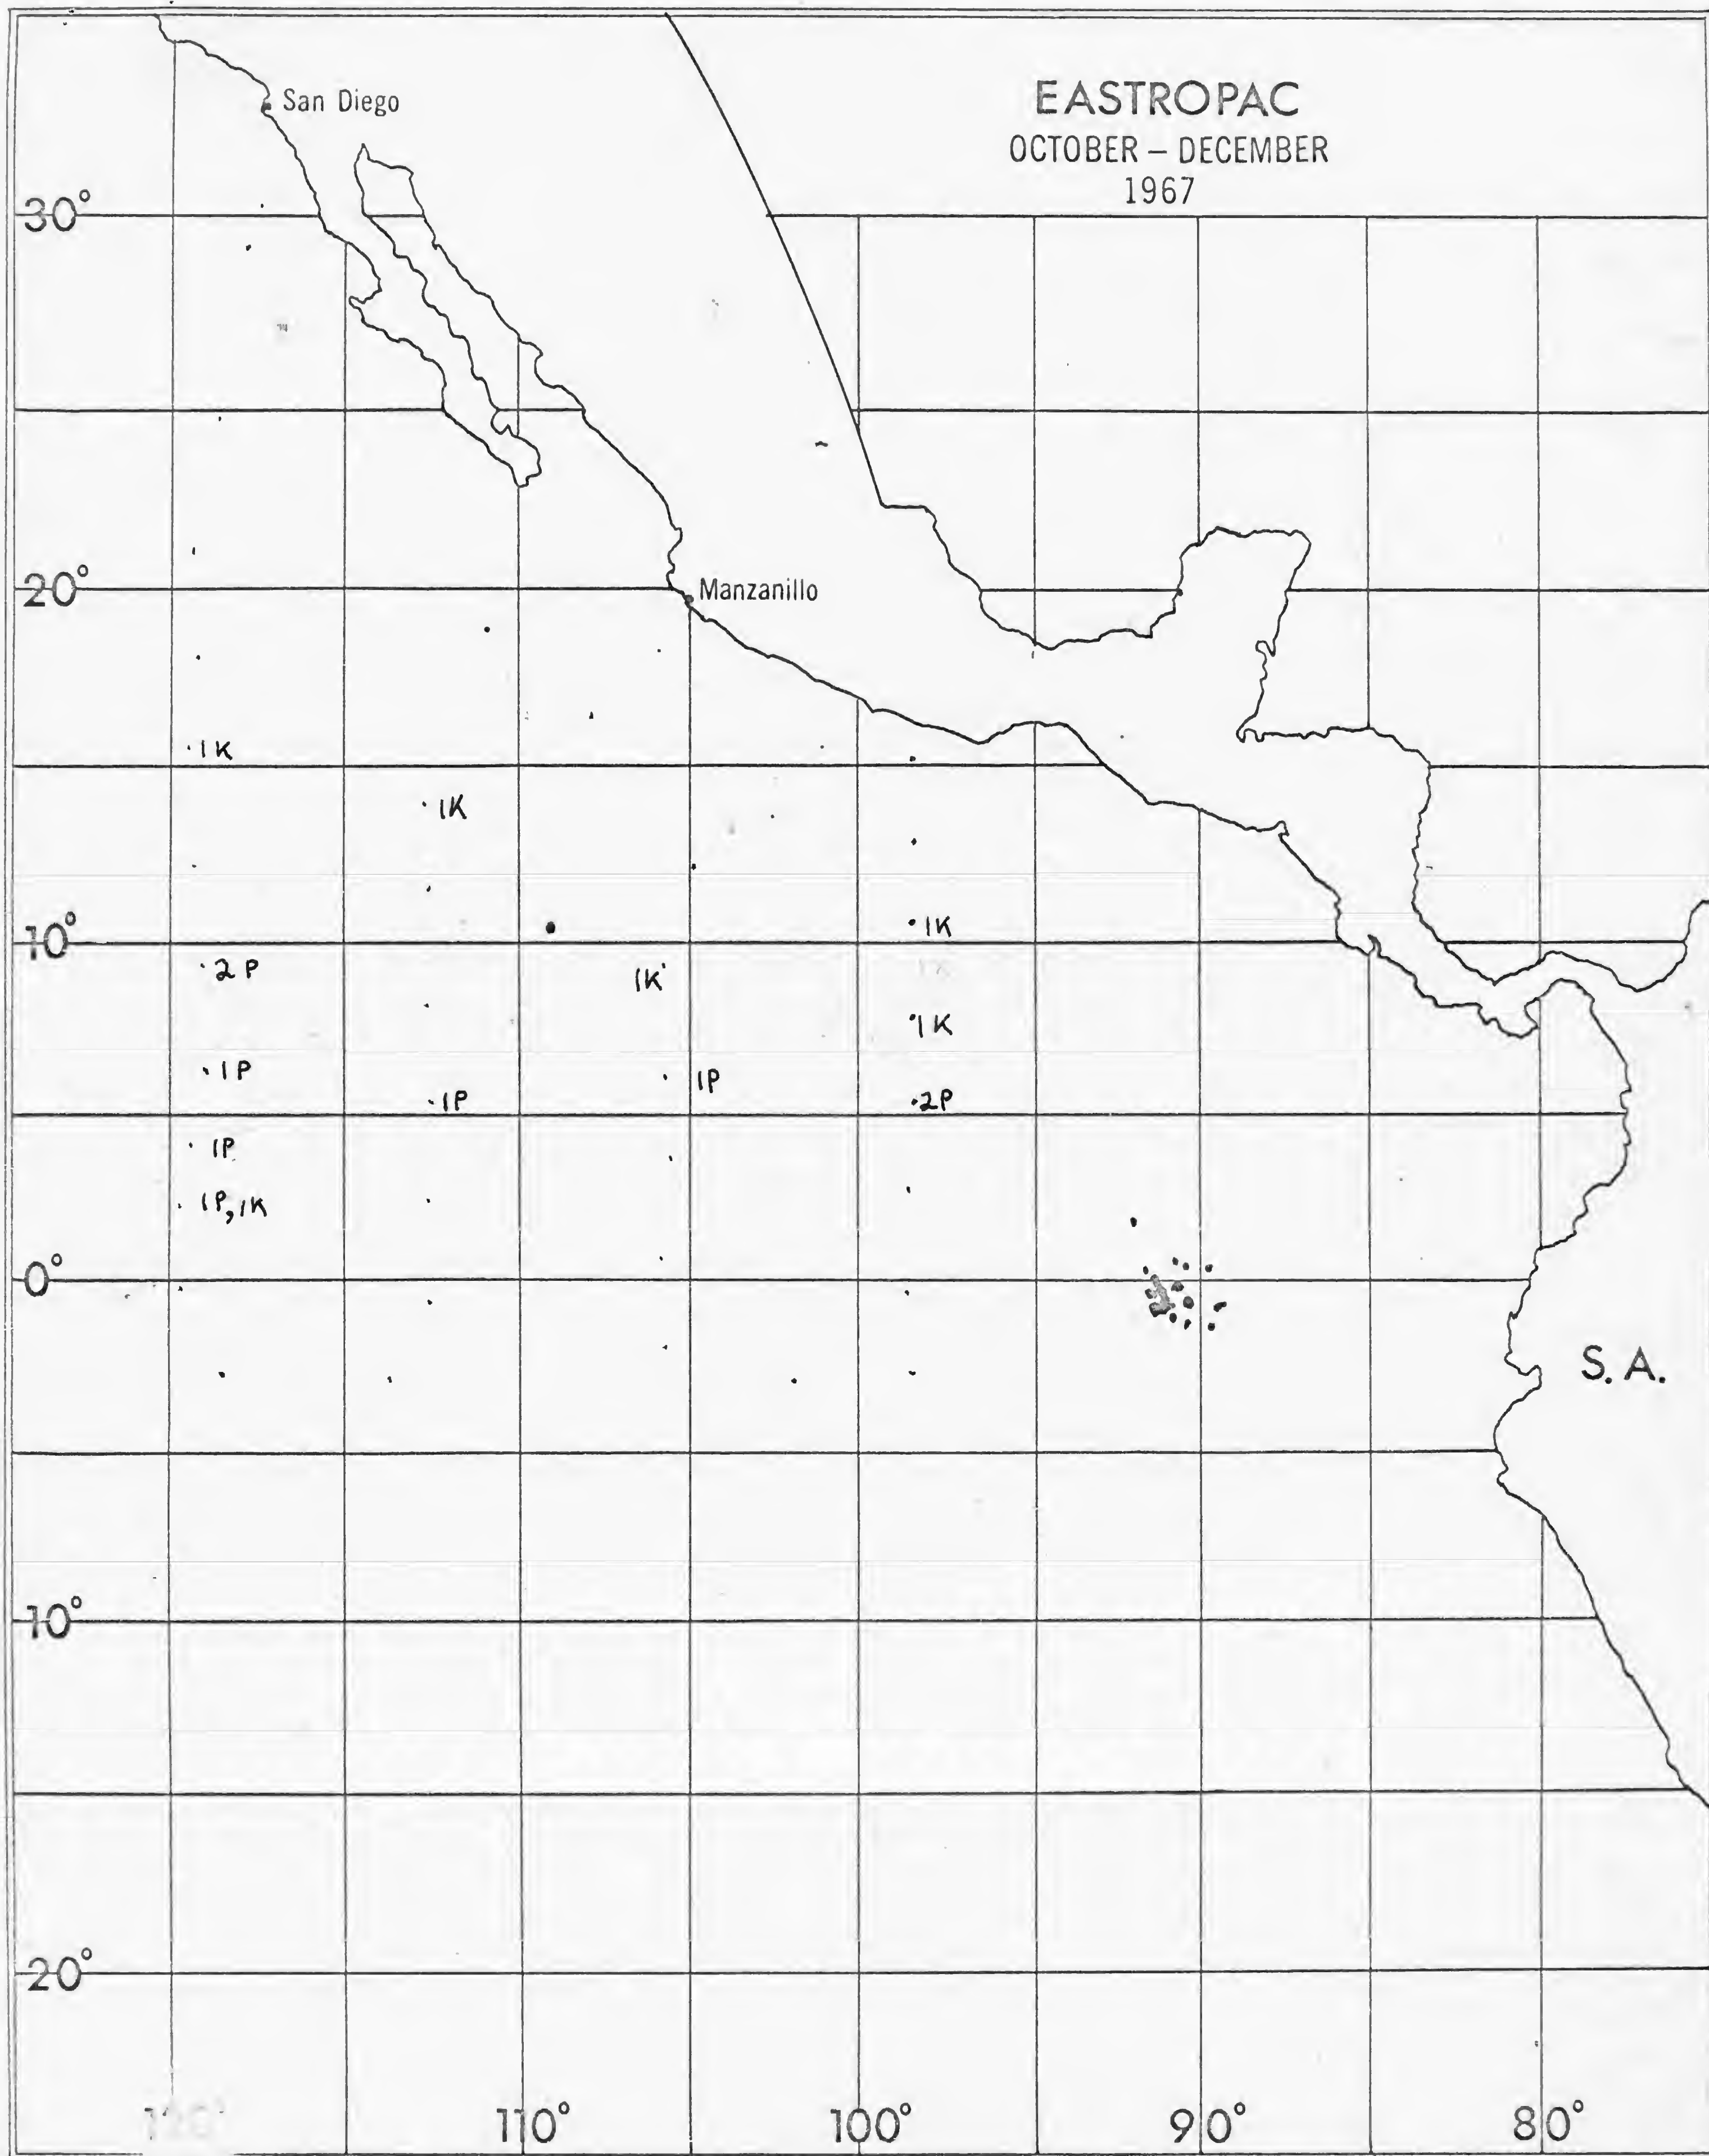 EASTROPAC
OCTOBER – DECEMBER
1967
San Diego
30°
20°
Manzanillo
1K
1K
10°
1K
2P
1K
1K
1P
1P
1P
2P
1P
1P, 1K
0°
S. A.
10°
20°
120°
110°
100°
90°
80°